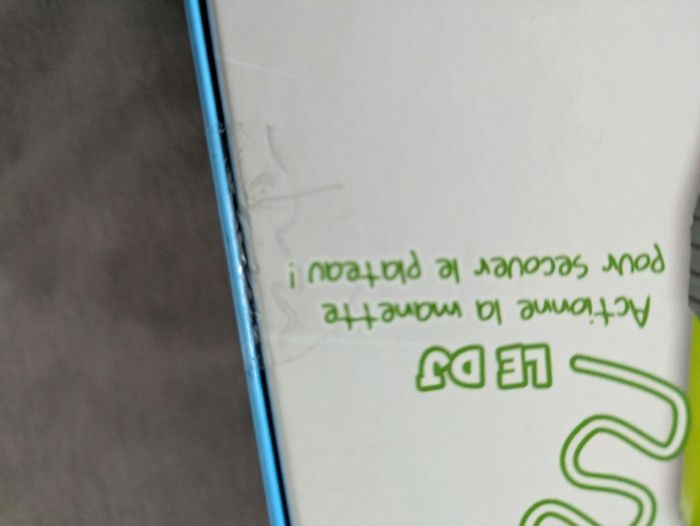 LE DJ
Actionne la manette
pour secouer le plateau !